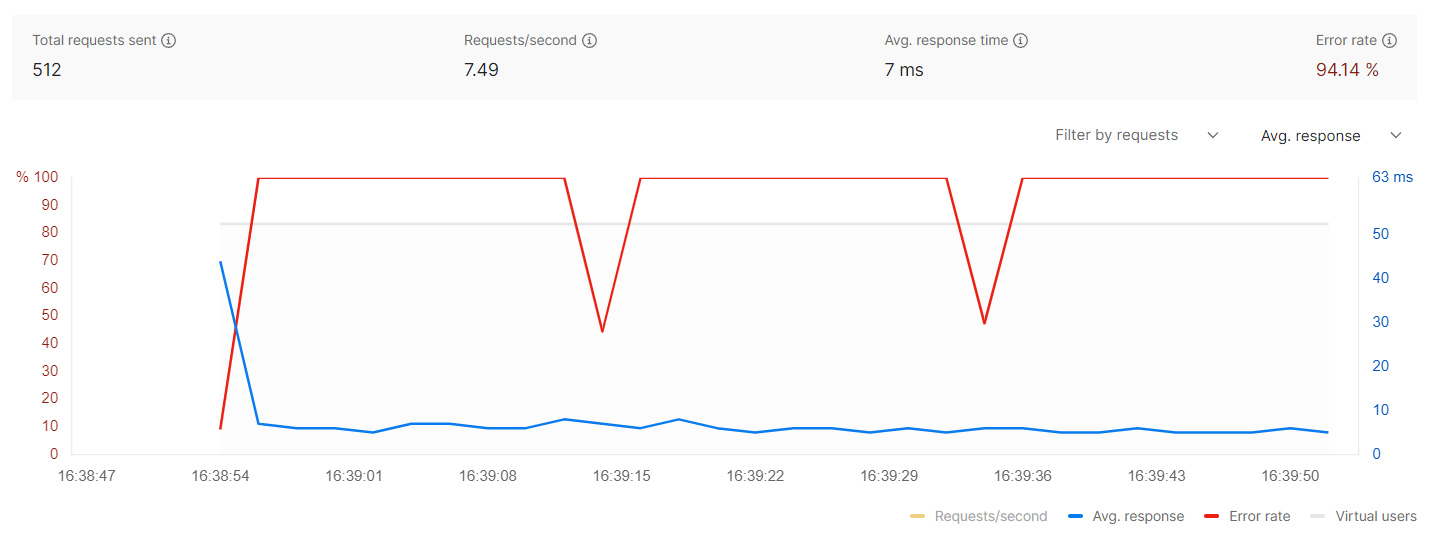 Total requests sent
Requests/second
Avg. response time
Error rate
512
7.49
7 ms
94.14 %
Filter by requests
Avg. response
% 100
90
80
70
60
50
40
30
20
10
0
63 ms
50
40
30
20
10
0
16:38:47 16:38:54 16:39:01 16:39:08 16:39:15 16:39:22 16:39:29 16:39:36 16:39:43 16:39:50
Requests/second Avg. response Error rate Virtual users